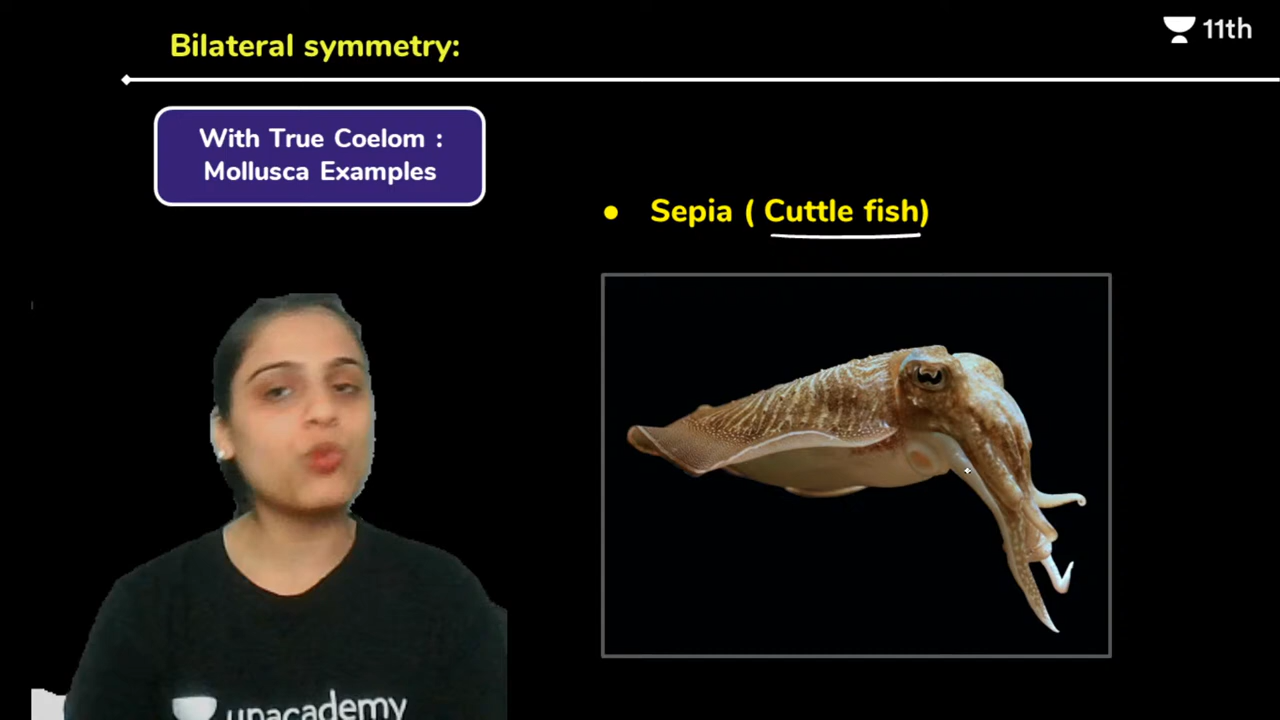 Bilateral symmetry:
11th
With True Coelom :
Mollusca Examples
● Sepia ( Cuttle fish)
unacademy